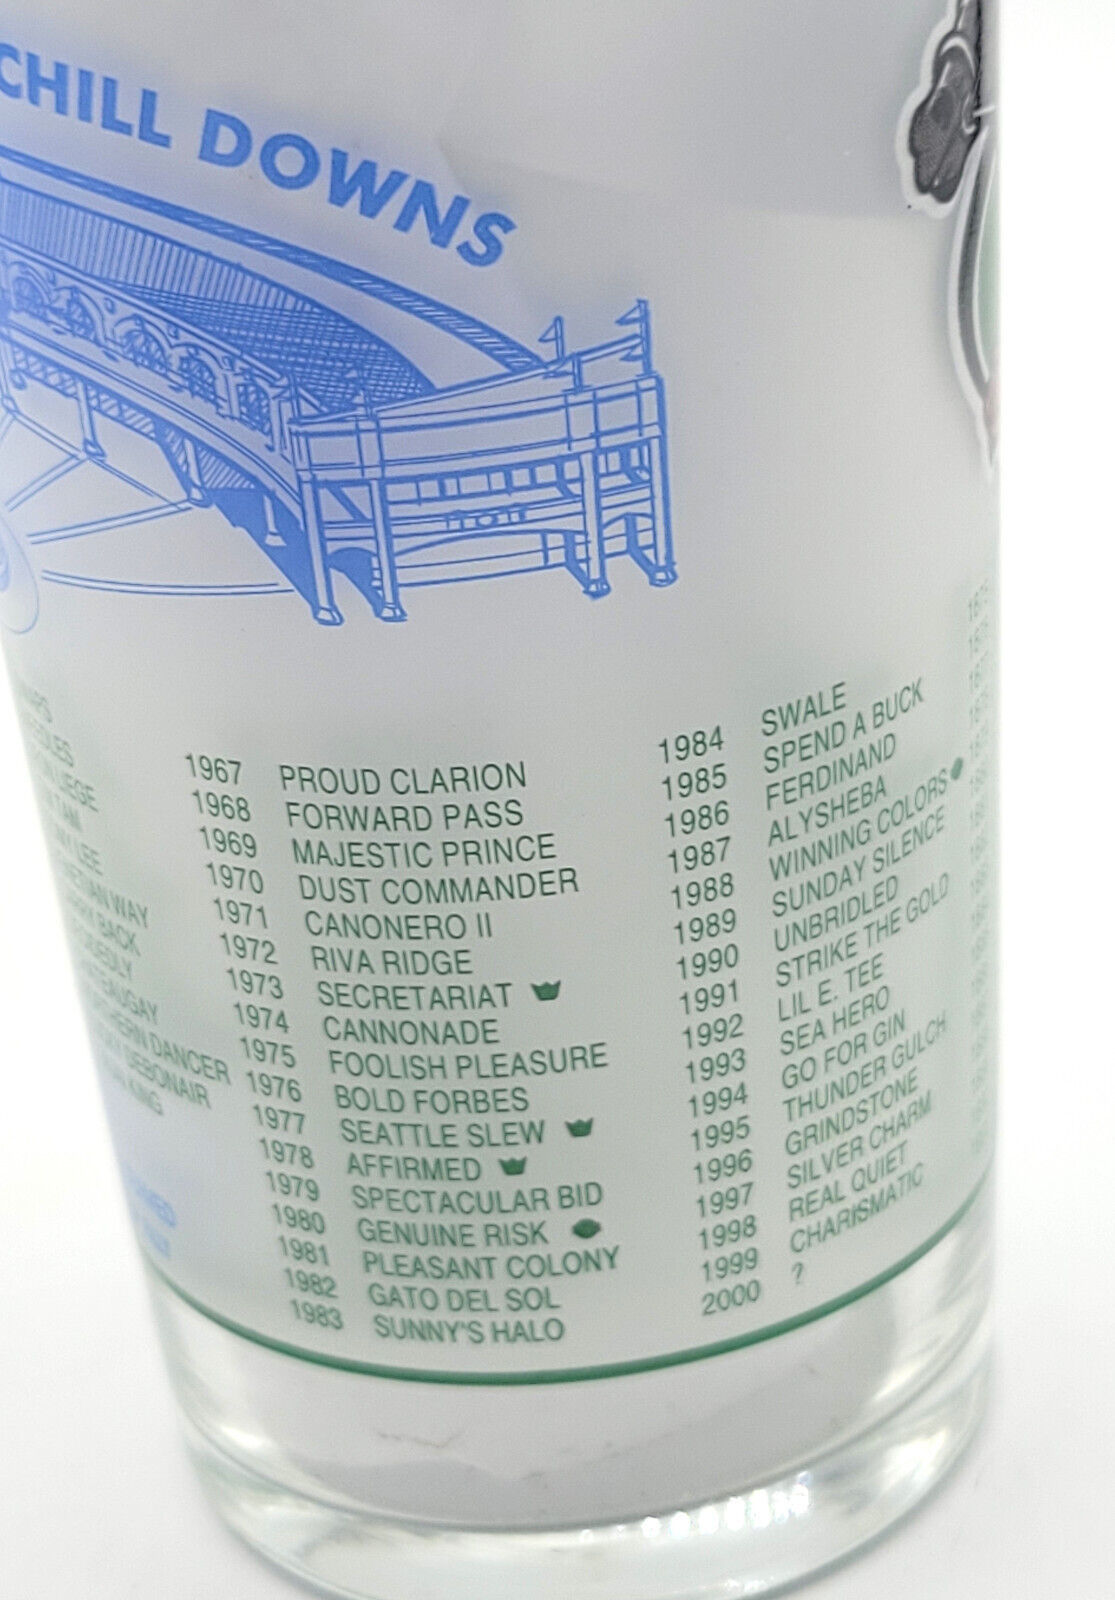 CHILL DOWNS
WAY
BACK
DANCER
DEBONAIR
KING
1967 PROUD CLARION
1968 FORWARD PASS
1969 MAJESTIC PRINCE
1970 DUST COMMANDER
1971 CANONERO II
1972 RIVA RIDGE
1973 SECRETARIAT
1974 CANNONADE
1975 FOOLISH PLEASURE
1976 BOLD FORBES
1977 SEATTLE SLEW
1978 AFFIRMED
1979 SPECTACULAR BID
1980 GENUINE RISK
1981 PLEASANT COLONY
1982 GATO DEL SOL
1983 SUNNY'S HALO
1984 SWALE
1985 SPEND A BUCK
1986 FERDINAND
1987 ALYSHEBA
1988 WINNING COLORS
1989 SUNDAY SILENCE
1990 UNBRIDLED
1991 STRIKE THE GOLD
1992 LIL E. TEE
1993 SEA HERO
1994 GO FOR GIN
1995 THUNDER GULCH
1996 GRINDSTONE
1997 SILVER CHARM
1998 REAL QUIET
1999 CHARISMATIC
2000 ?